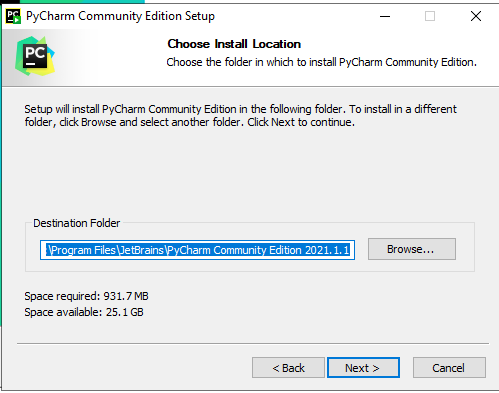 PyCharm Community Edition Setup
PC
Choose Install Location
Choose the folder in which to install PyCharm Community Edition.
Setup will install PyCharm Community Edition in the following folder. To install in a different
folder, click Browse and select another folder. Click Next to continue.
Destination Folder
:\Program Files\JetBrains\PyCharm Community Edition 2021.1.1
Browse...
Space required: 931.7 MB
Space available: 25.1 GB
< Back
Next >
Cancel